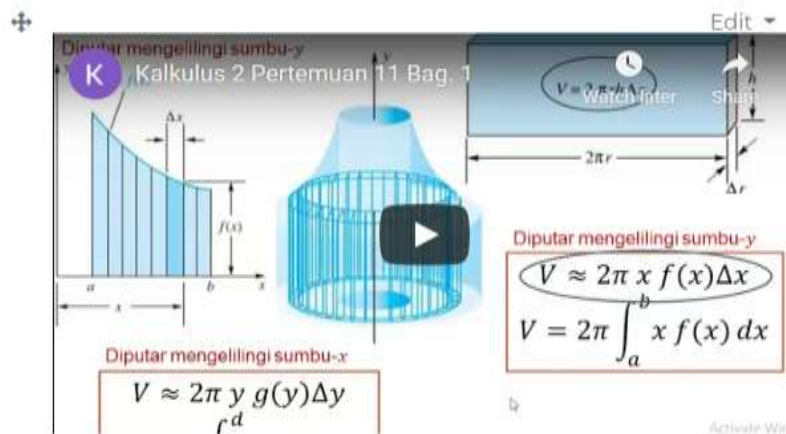 Edit
Diputar mengelilingi sumbu-y
K
Kalkulus 2 Pertemuan 11 Bag. 1
Watch later
Share
y
Δx
f(x)
a
b
x
x
h
2πr
Δr
Diputar mengelilingi sumbu-y
V ≈ 2π x f(x)Δx
V = 2π ∫_a^b x f(x) dx
Diputar mengelilingi sumbu-x
V ≈ 2π y g(y)Δy
∫^d